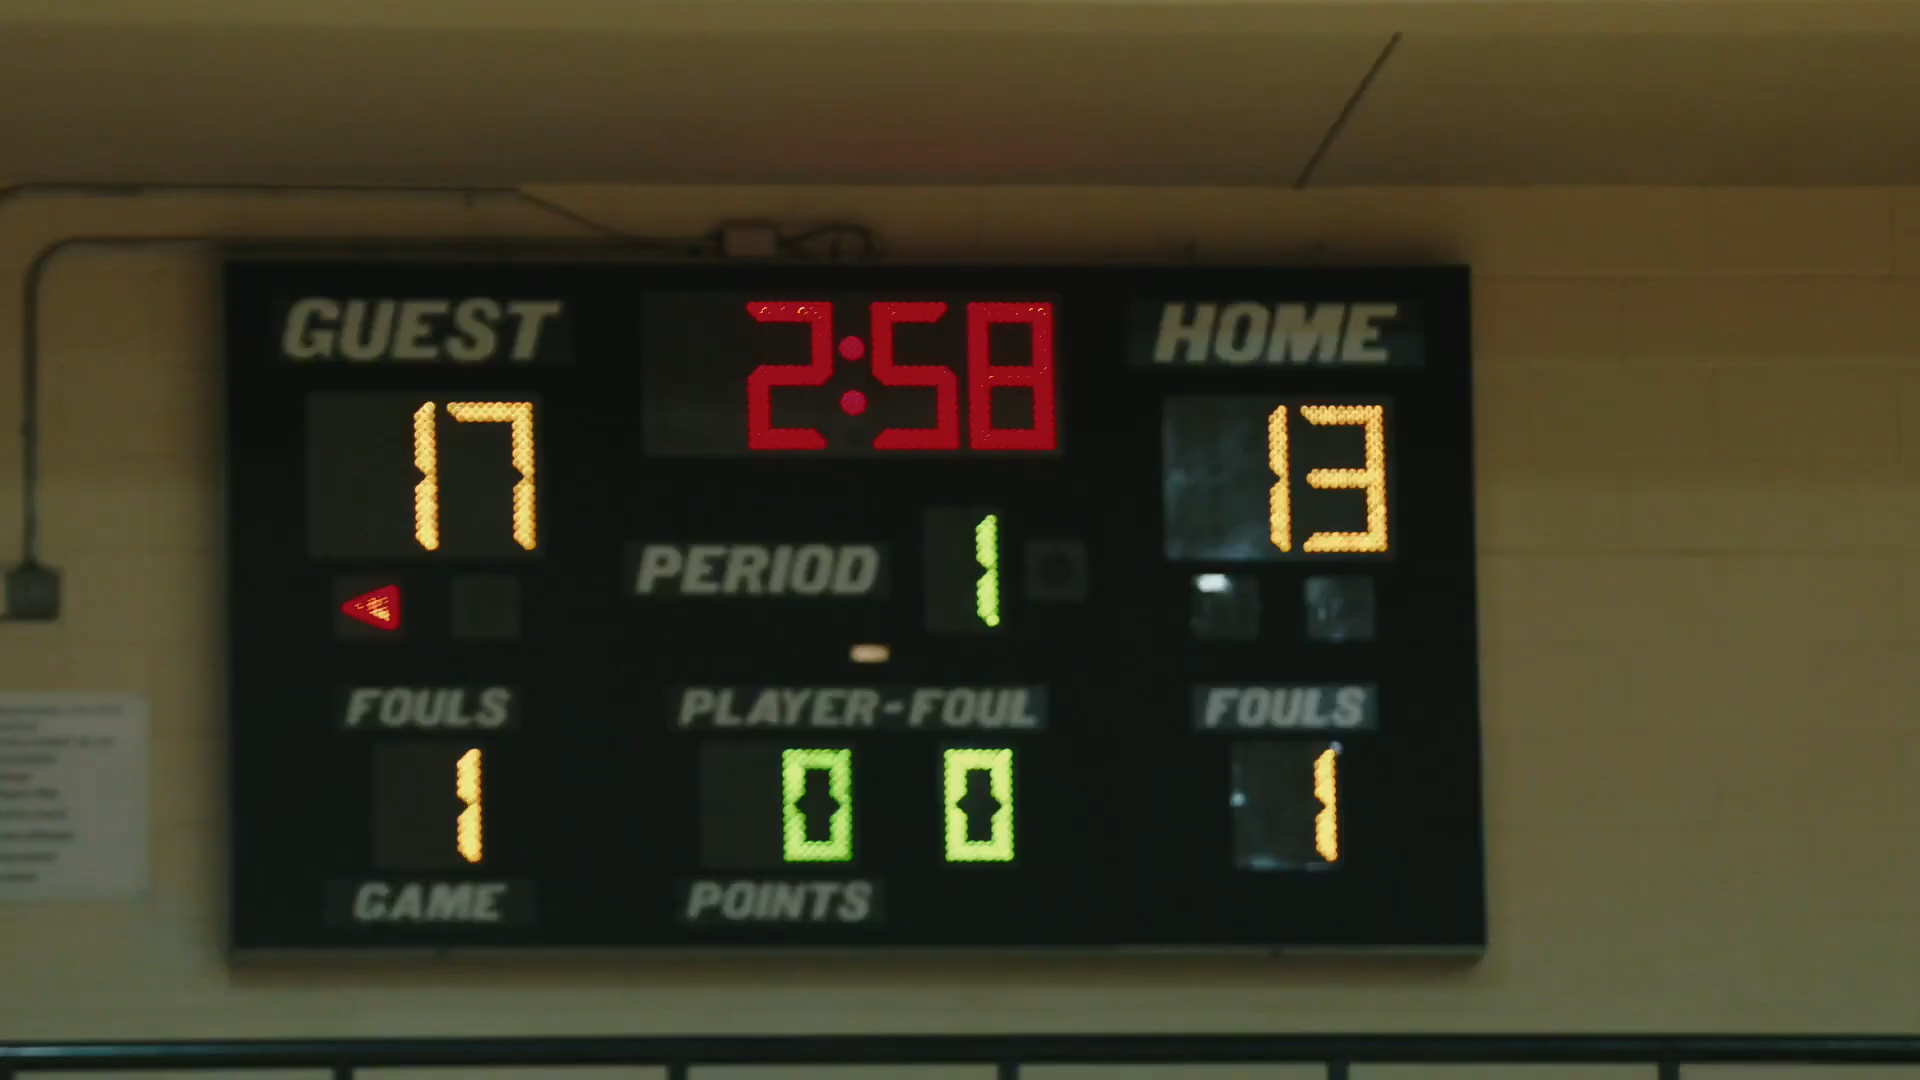 GUEST 2:58 HOME
17 13
PERIOD 1
FOULS PLAYER-FOUL FOULS
1 0 0 1
GAME POINTS